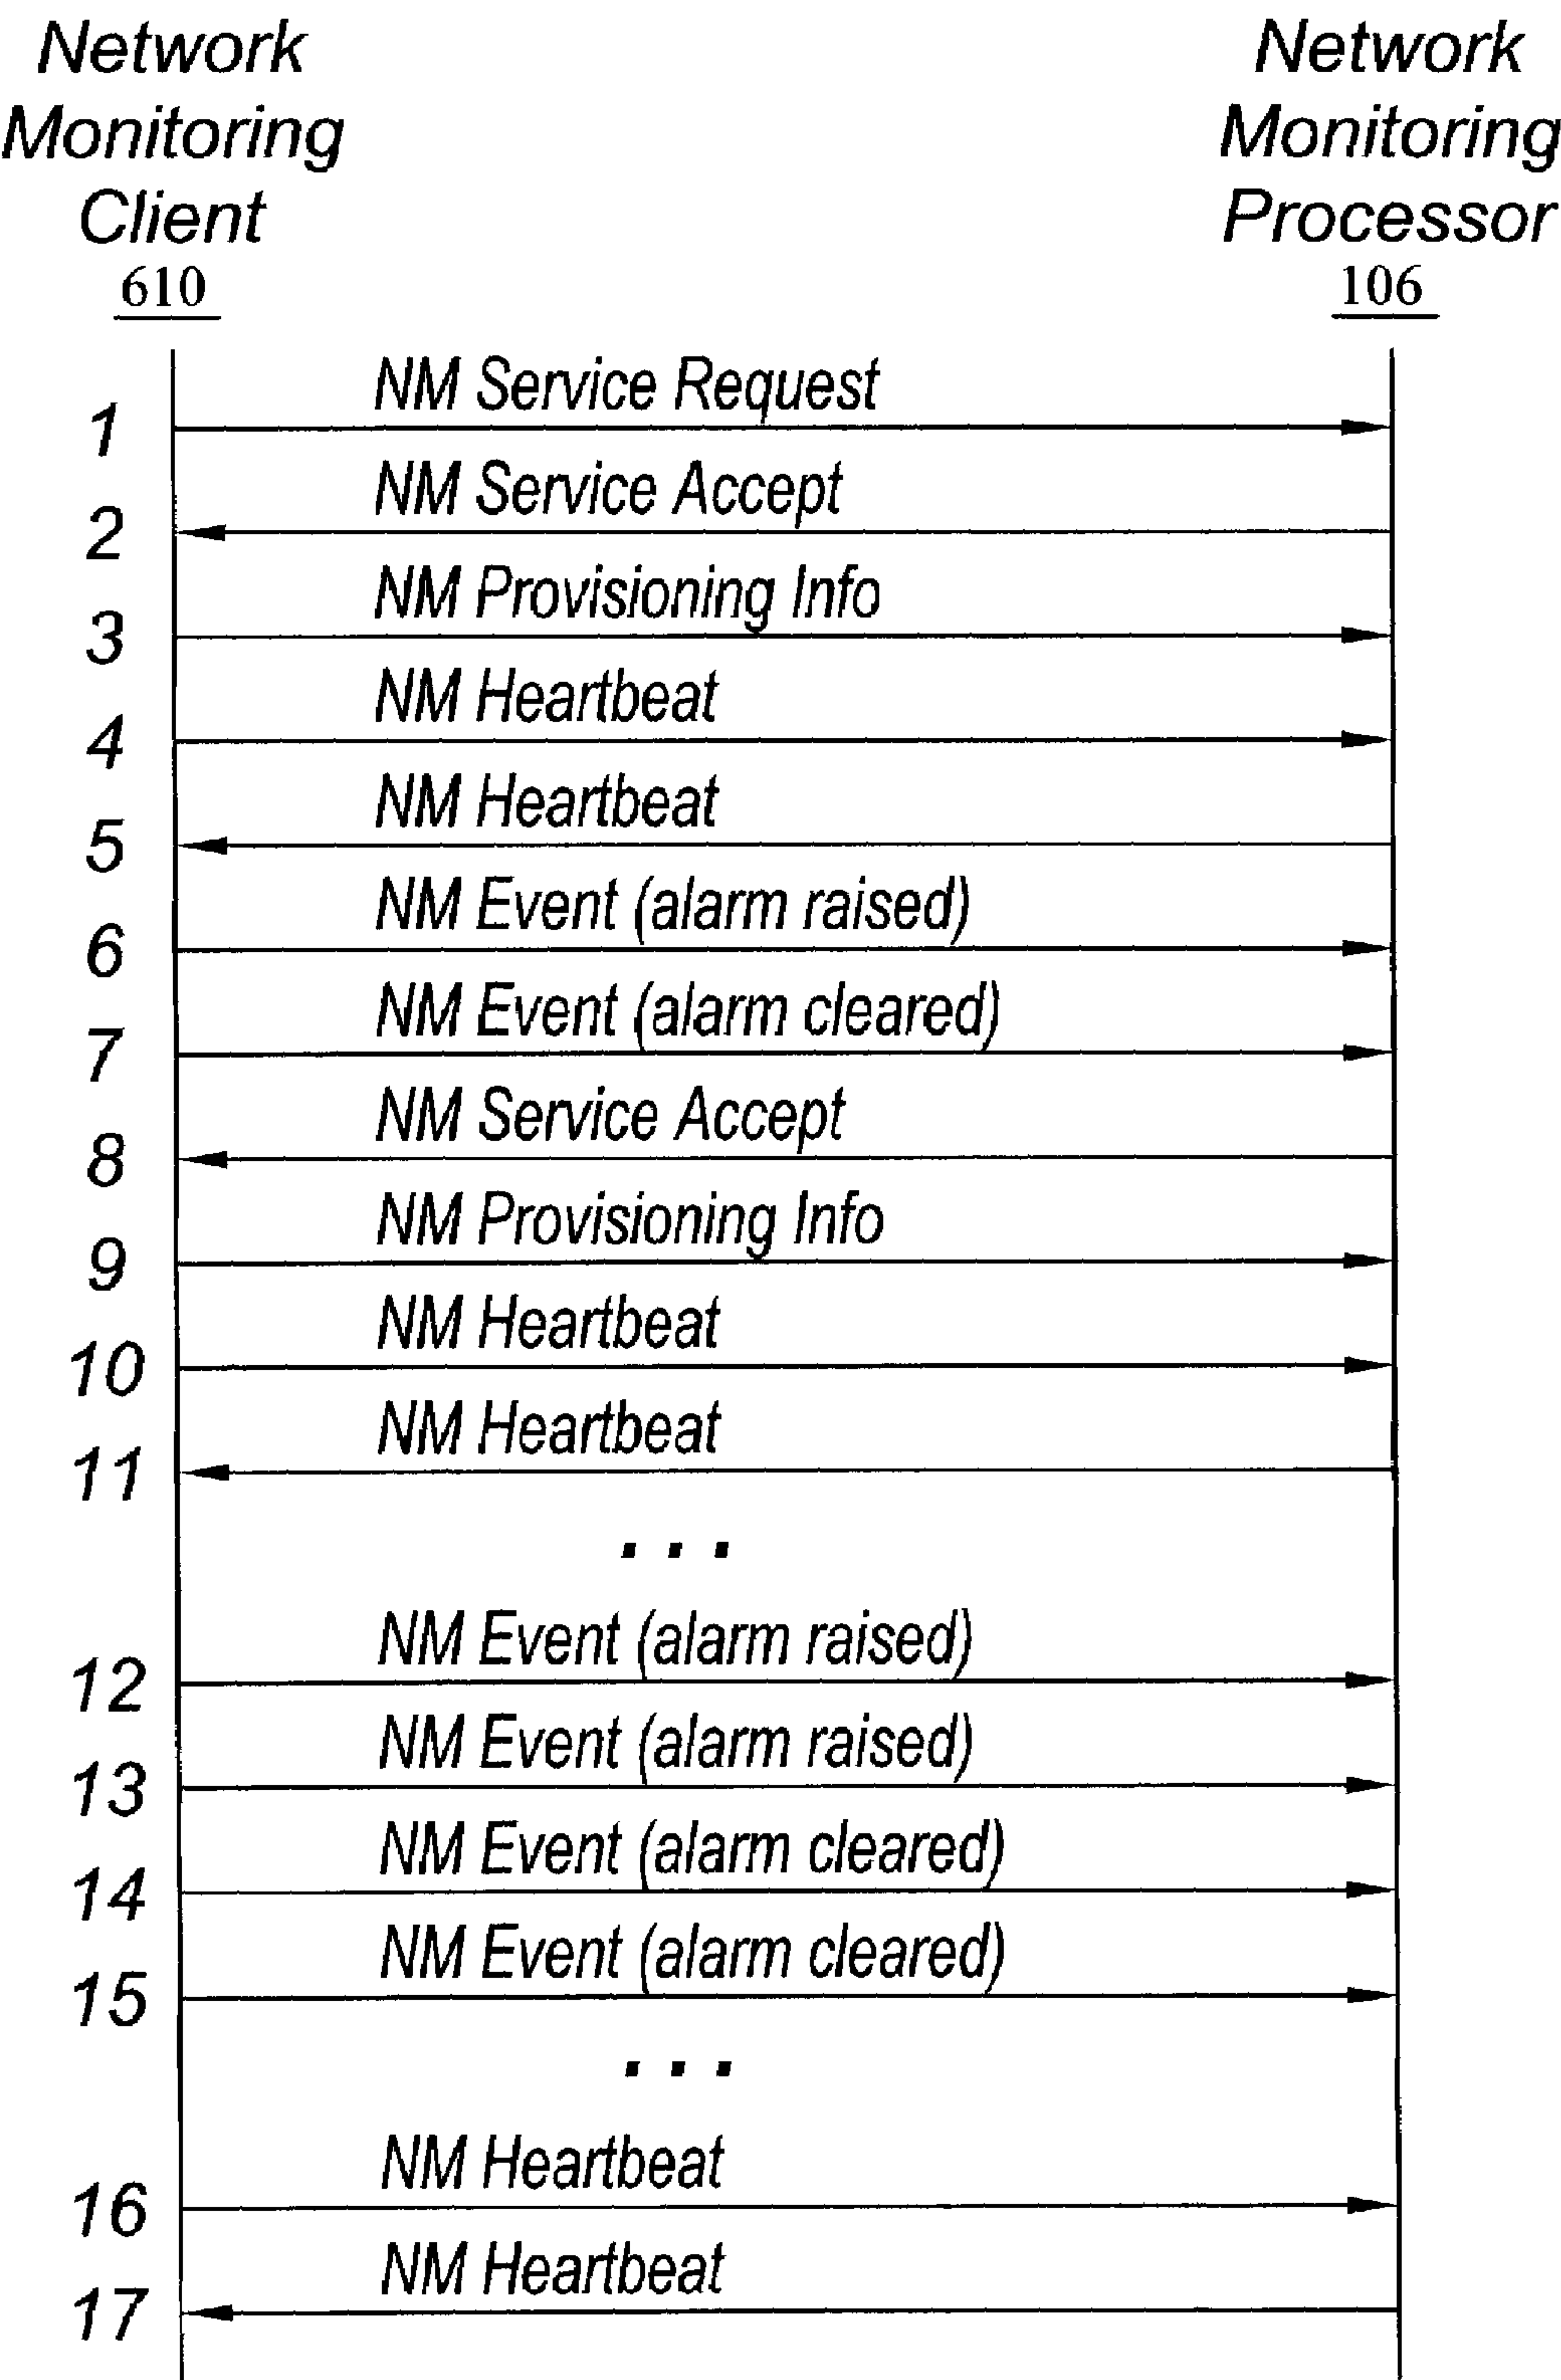 Network
Monitoring
Client
610
Network
Monitoring
Processor
106
1 NM Service Request
2 NM Service Accept
3 NM Provisioning Info
4 NM Heartbeat
5 NM Heartbeat
6 NM Event (alarm raised)
7 NM Event (alarm cleared)
8 NM Service Accept
9 NM Provisioning Info
10 NM Heartbeat
11 NM Heartbeat
...
12 NM Event (alarm raised)
13 NM Event (alarm raised)
14 NM Event (alarm cleared)
15 NM Event (alarm cleared)
...
16 NM Heartbeat
17 NM Heartbeat